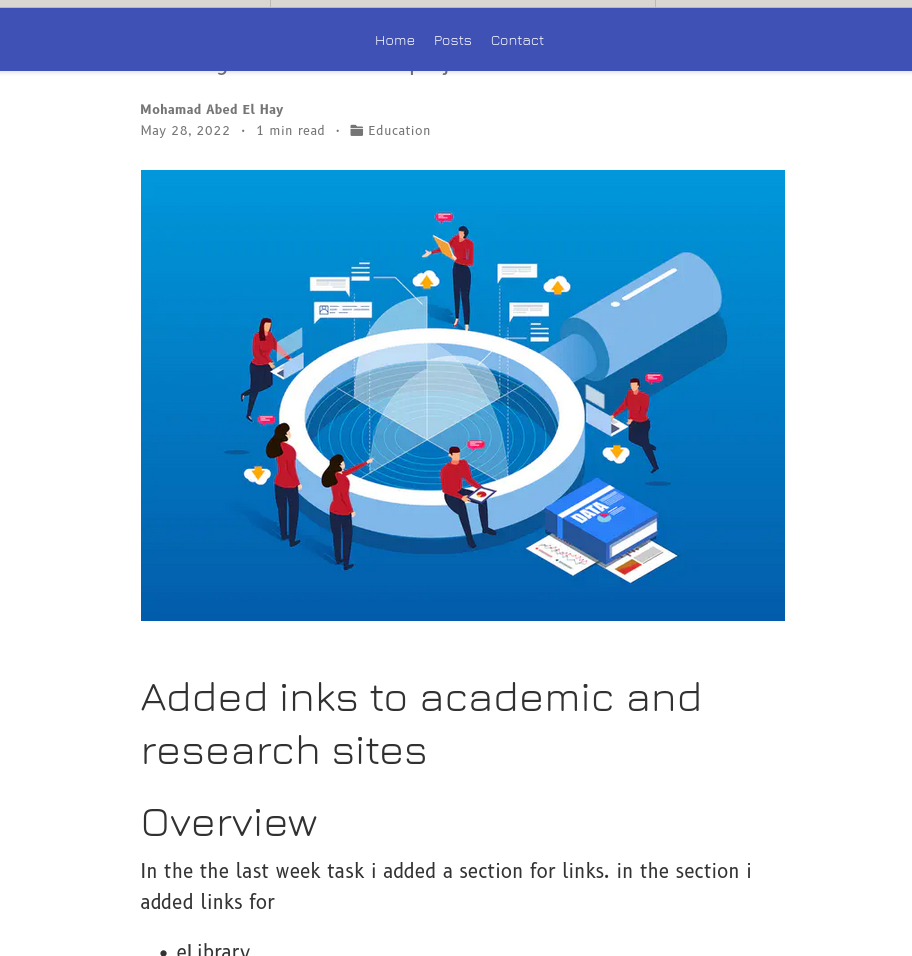 Home Posts Contact
Mohamad Abed El Hay
May 28, 2022 · 1 min read · Education
DATA
Added inks to academic and
research sites
Overview
In the the last week task i added a section for links. in the section i
added links for
• eLibrary